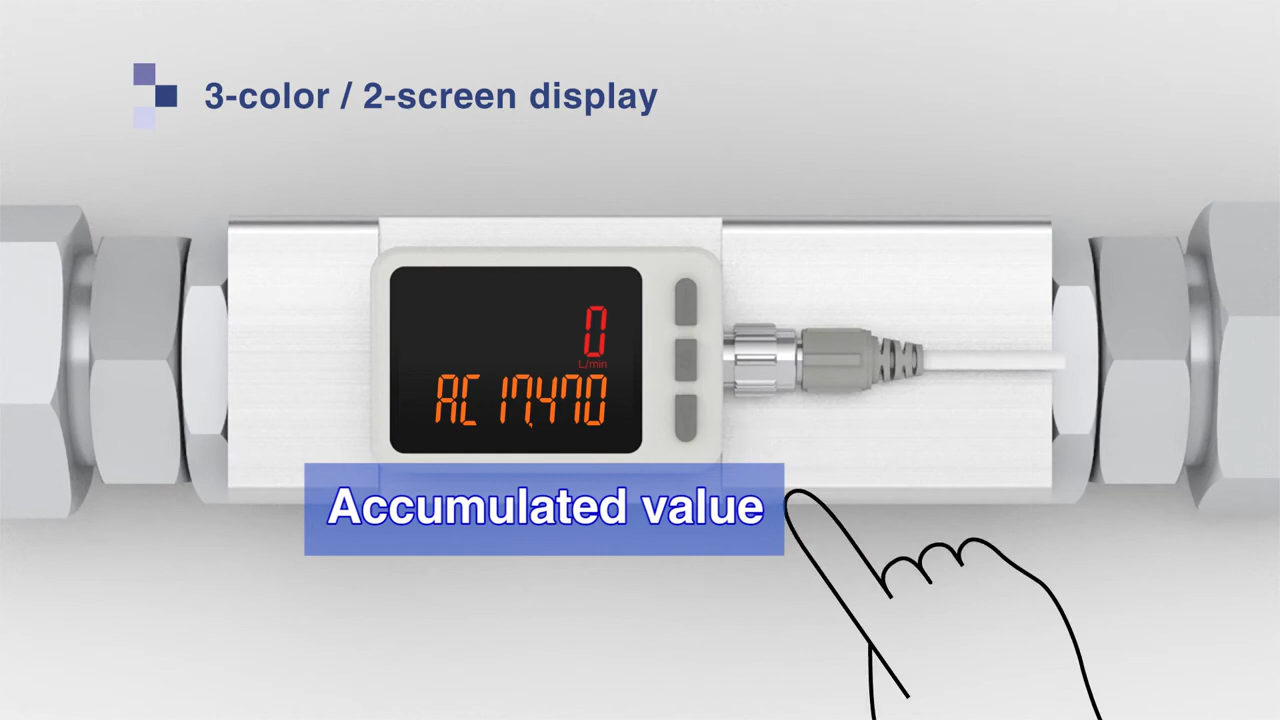 3-color / 2-screen display
0
L/min
AC 17,470
Accumulated value